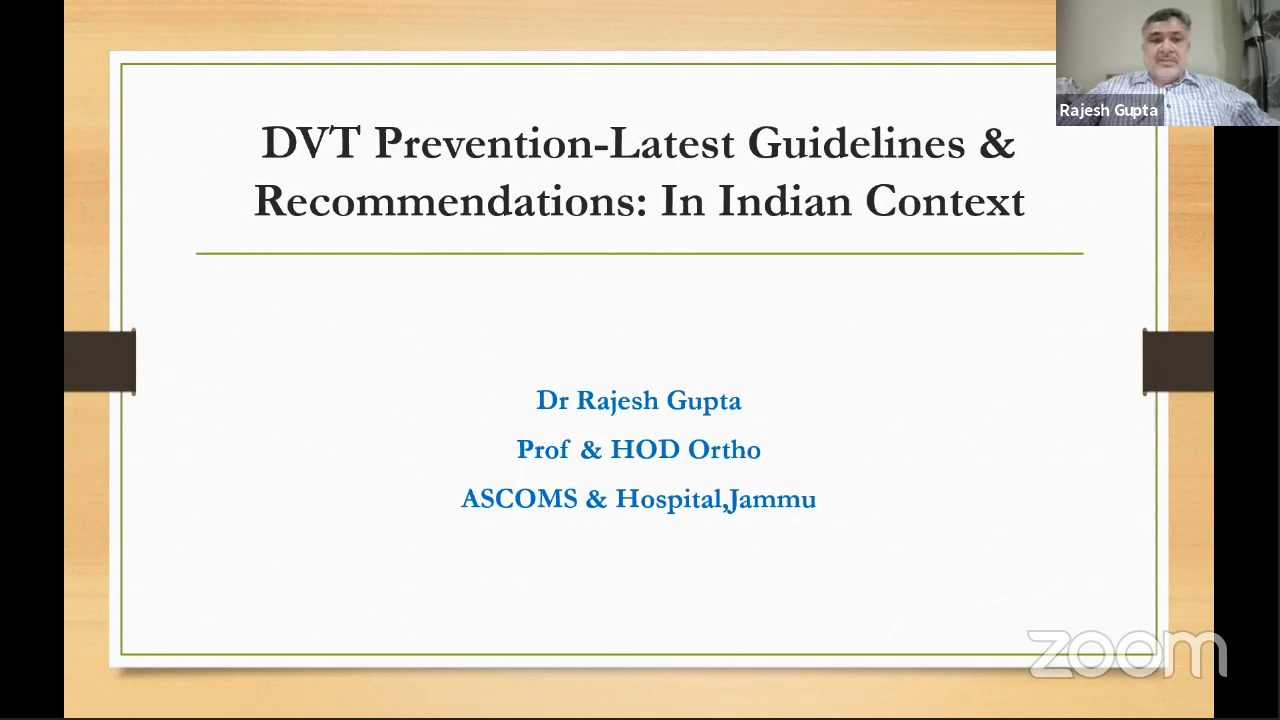 Rajesh Gupta
DVT Prevention-Latest Guidelines &
Recommendations: In Indian Context
Dr Rajesh Gupta
Prof & HOD Ortho
ASCOMS & Hospital,Jammu
zoom